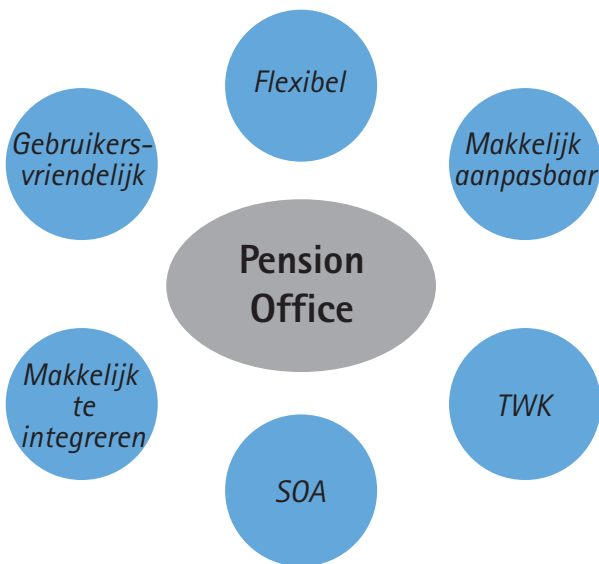 Flexibel
Gebruikers-
vriendelijk
Makkelijk
aanpasbaar
Pension
Office
Makkelijk
te
integreren
TWK
SOA